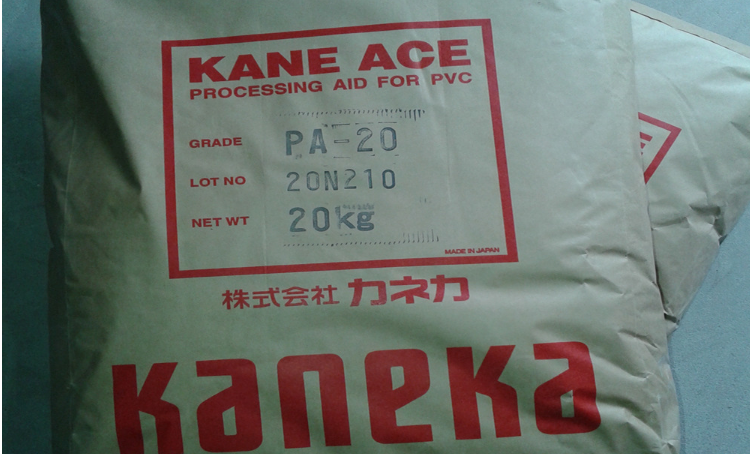 KANE ACE
PROCESSING AID FOR PVC
GRADE PA-20
LOT NO 20N210
NET WT 20kg
MADE IN JAPAN
株式会社 カネカ
Kaneka